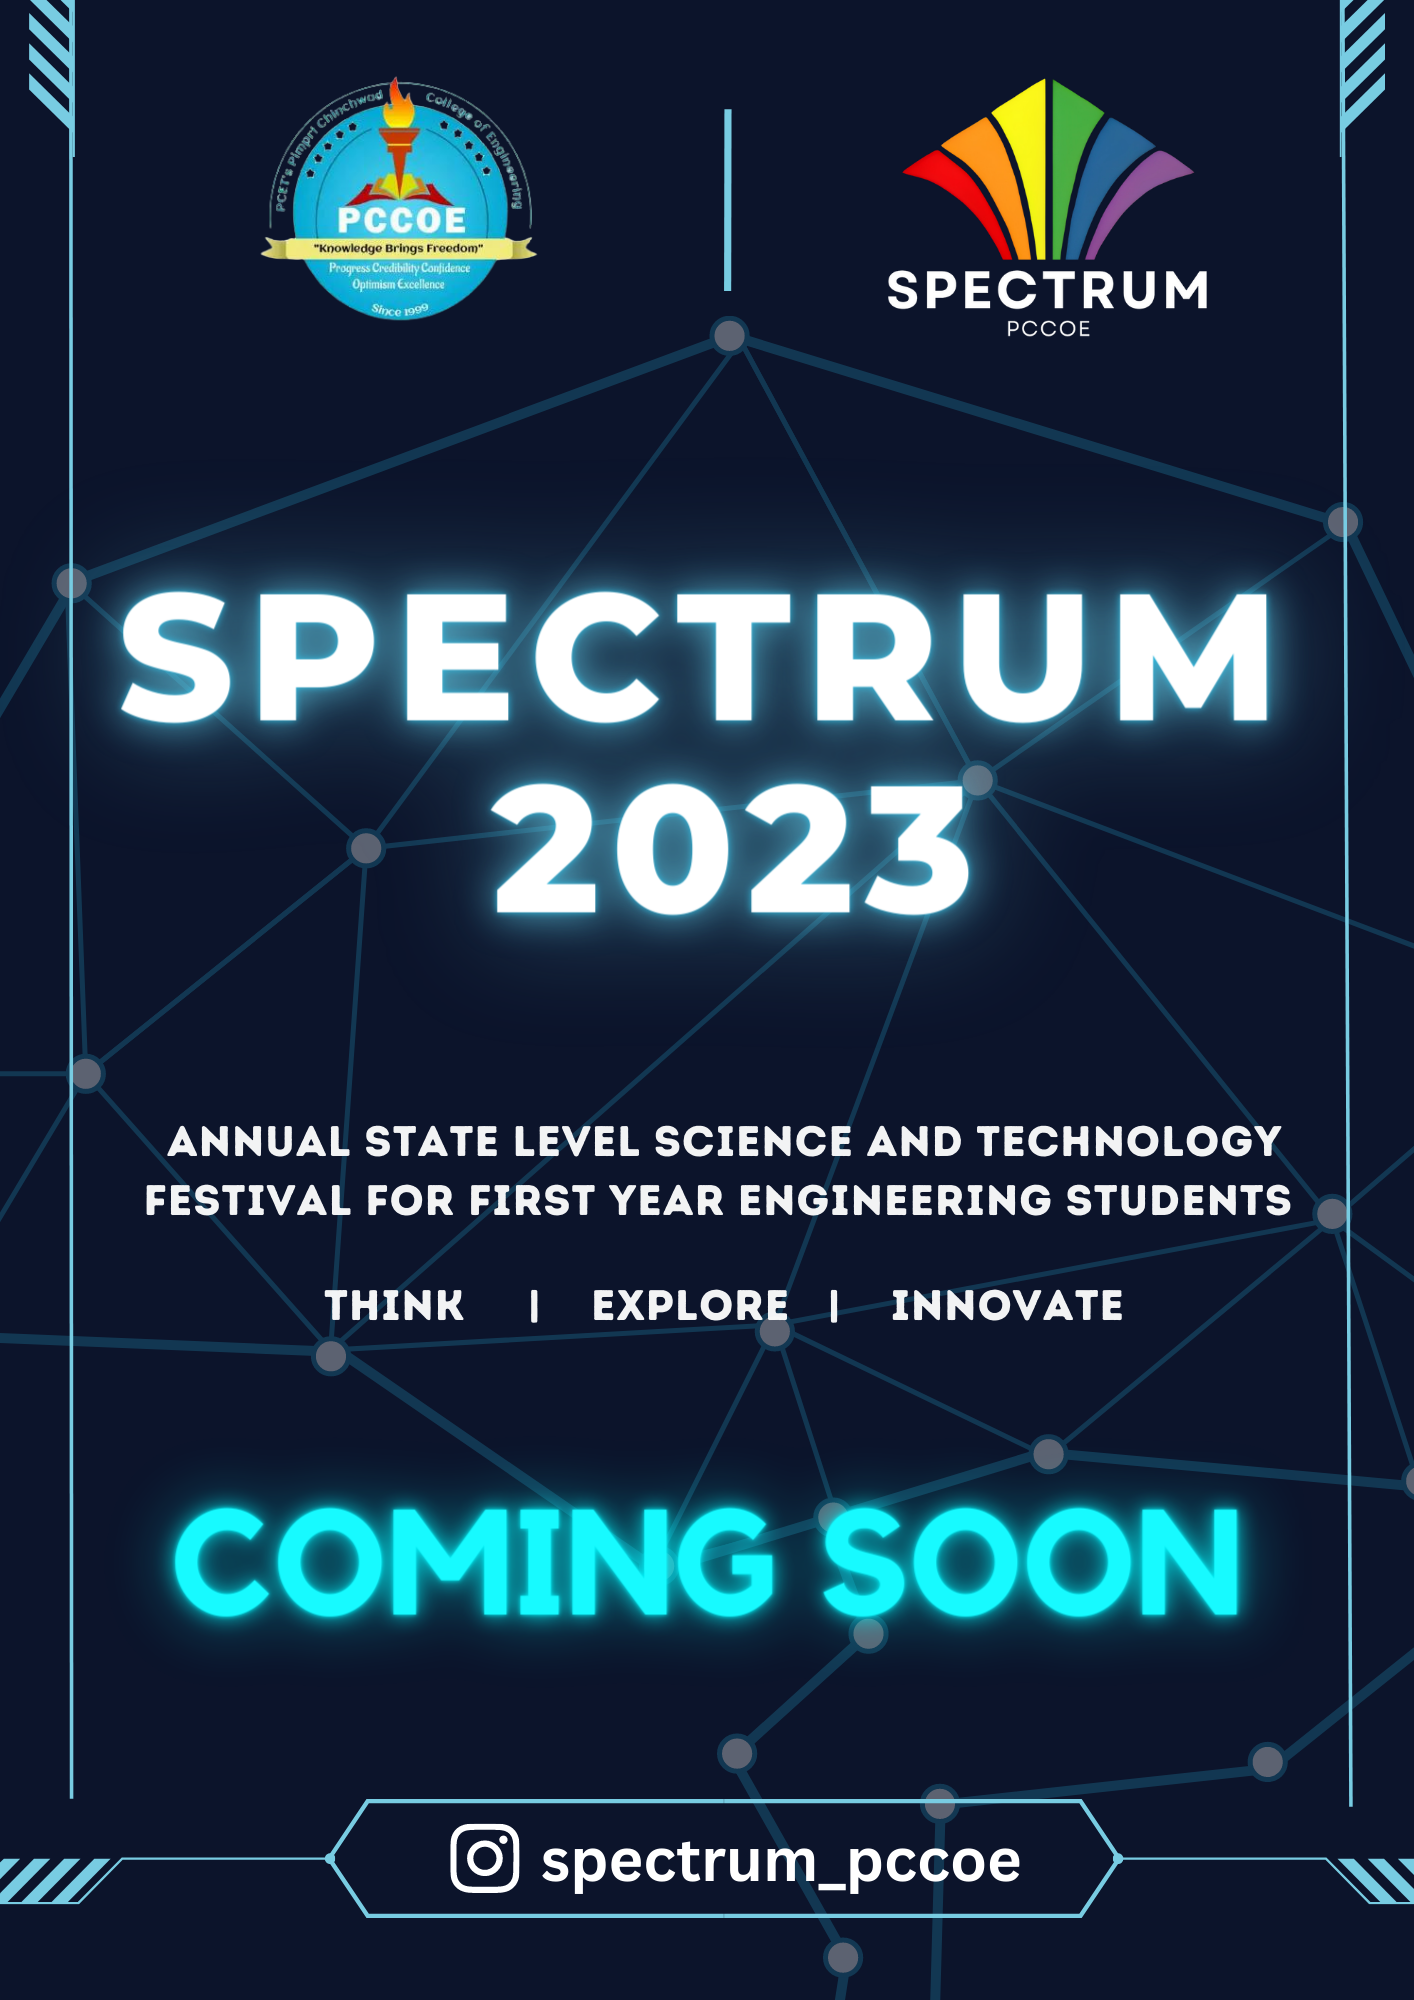 PCET's Pimpri Chinchwad College of Engineering
PCCOE
"Knowledge Brings Freedom"
Progress Credibility Confidence
Optimism Excellence
Since 1999
SPECTRUM
PCCOE
SPECTRUM
2023
ANNUAL STATE LEVEL SCIENCE AND TECHNOLOGY
FESTIVAL FOR FIRST YEAR ENGINEERING STUDENTS
THINK | EXPLORE | INNOVATE
COMING SOON
spectrum_pccoe